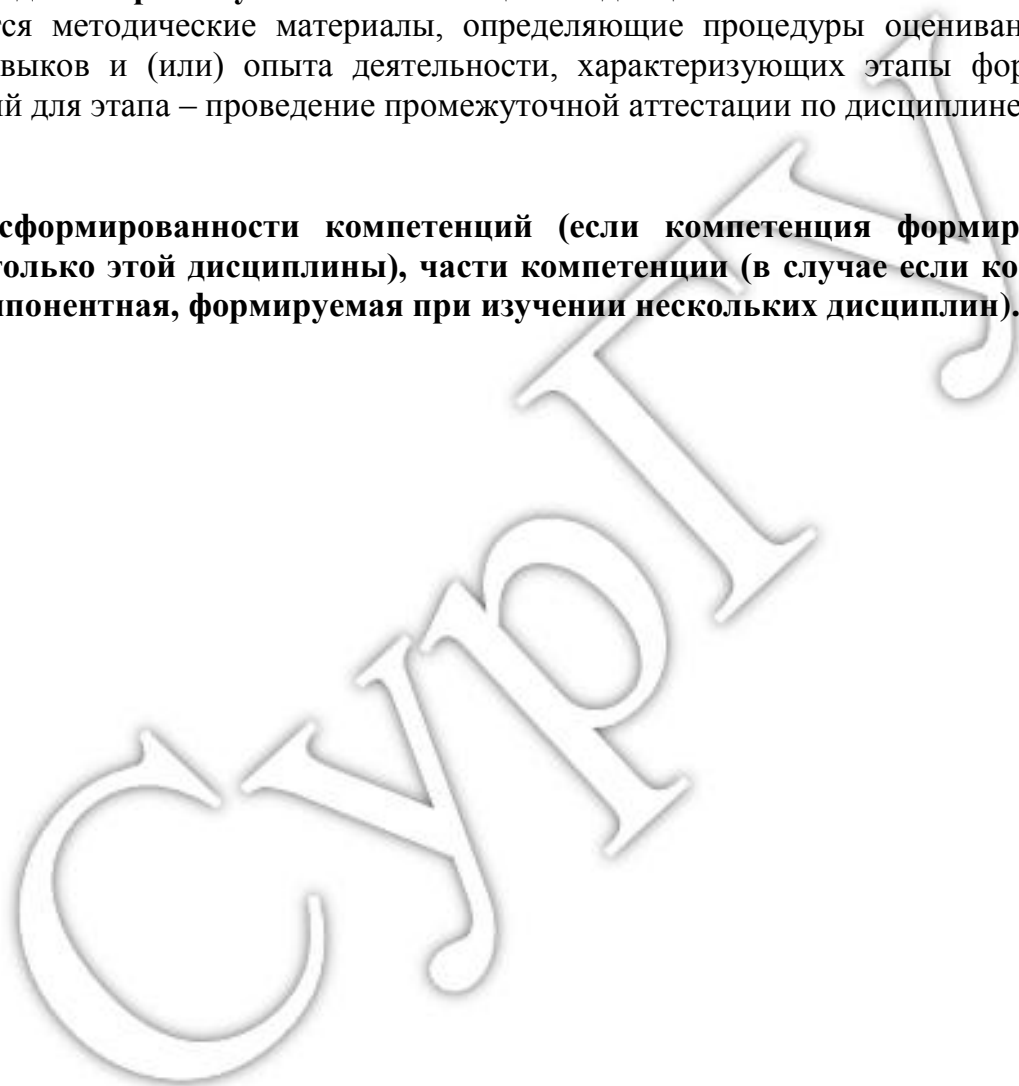 тся методические материалы, определяющие процедуры оцениван
выков и (или) опыта деятельности, характеризующих этапы фор
ий для этапа – проведение промежуточной аттестации по дисциплине
сформированности компетенций (если компетенция формир
только этой дисциплины), части компетенции (в случае если ко
понентная, формируемая при изучении нескольких дисциплин).
СурГУ